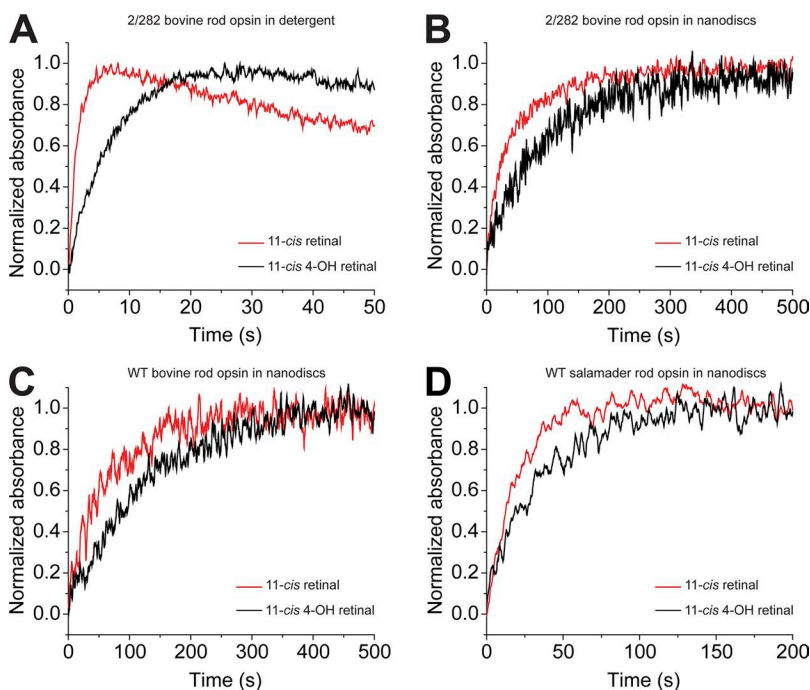 A
2/282 bovine rod opsin in detergent
Normalized absorbance
1.0
0.8
0.6
0.4
0.2
0.0
11-cis retinal
11-cis 4-OH retinal
0 10 20 30 40 50
Time (s)
B
2/282 bovine rod opsin in nanodiscs
Normalized absorbance
1.0
0.8
0.6
0.4
0.2
0.0
11-cis retinal
11-cis 4-OH retinal
0 100 200 300 400 500
Time (s)
C
WT bovine rod opsin in nanodiscs
Normalized absorbance
1.0
0.8
0.6
0.4
0.2
0.0
11-cis retinal
11-cis 4-OH retinal
0 100 200 300 400 500
Time (s)
D
WT salamader rod opsin in nanodiscs
Normalized absorbance
1.0
0.8
0.6
0.4
0.2
0.0
11-cis retinal
11-cis 4-OH retinal
0 50 100 150 200
Time (s)